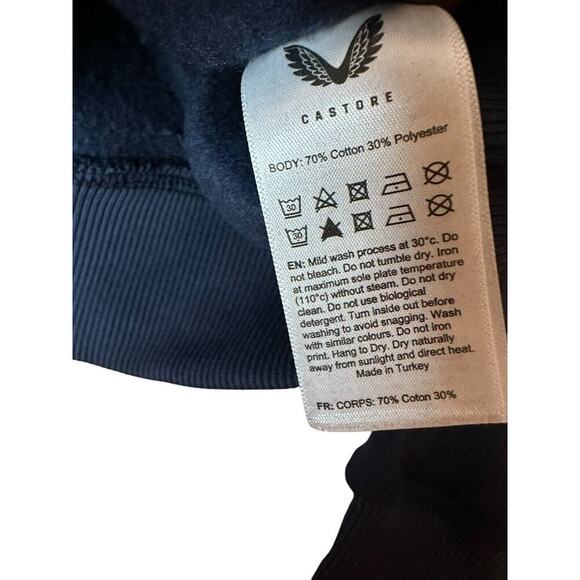 CASTORE
BODY: 70% Cotton 30% Polyester
30
30
EN: Mild wash process at 30°c. Do
not bleach. Do not tumble dry. Iron
at maximum sole plate temperature
(110°c) without steam. Do not dry
clean. Do not use biological
detergent. Turn inside out before
washing to avoid snagging. Wash
with similar colours. Do not iron
print. Hang to Dry. Dry naturally
away from sunlight and direct heat.
Made in Turkey
FR: CORPS: 70% Coton 30%